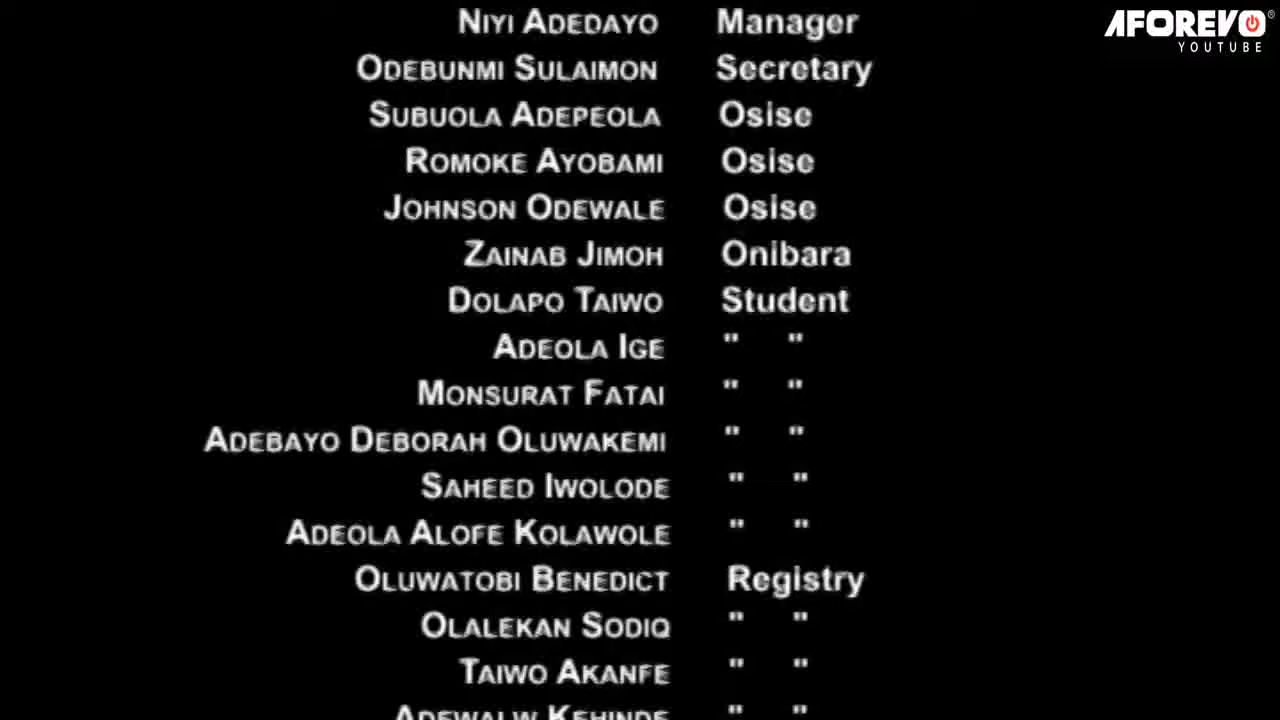 AFOREVO®
YOUTUBE
NIYI ADEDAYO Manager
ODEBUNMI SULAIMON Secretary
SUBUOLA ADEPEOLA Osise
ROMOKE AYOBAMI Osise
JOHNSON ODEWALE Osise
ZAINAB JIMOH Onibara
DOLAPO TAIWO Student
ADEOLA IGE " "
MONSURAT FATAI " "
ADEBAYO DEBORAH OLUWAKEMI " "
SAHEED IWOLODE " "
ADEOLA ALOFE KOLAWOLE " "
OLUWATOBI BENEDICT Registry
OLALEKAN SODIQ " "
TAIWO AKANFE " "
ADEWALW KEHINDE " "